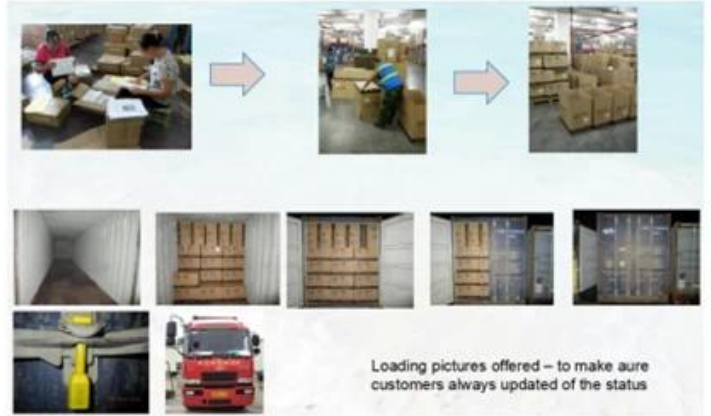 Loading pictures offered – to make aure
customers always updated of the status